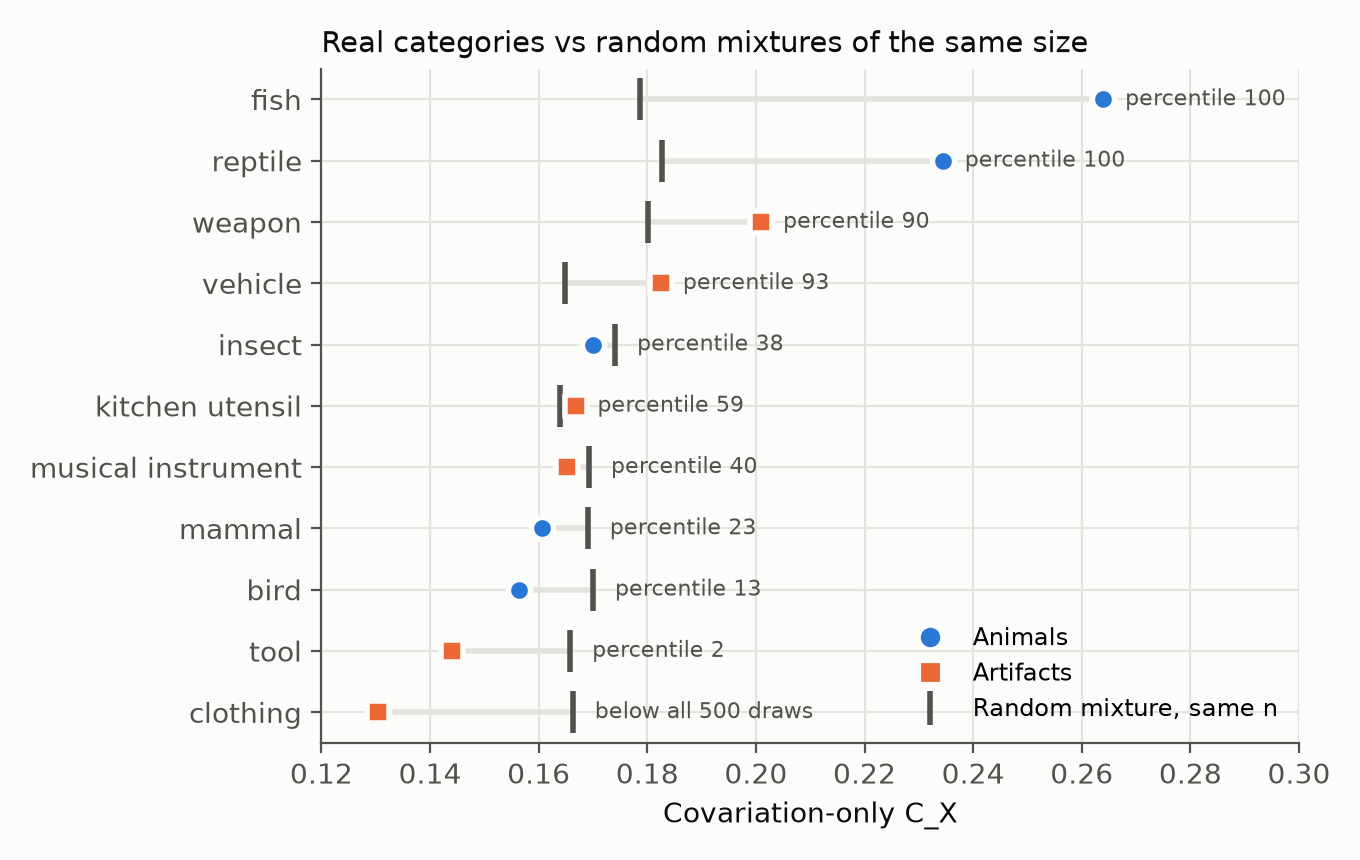 Real categories vs random mixtures of the same size
fish
percentile 100
reptile
percentile 100
weapon
percentile 90
vehicle
percentile 93
insect
percentile 38
kitchen utensil
percentile 59
musical instrument
percentile 40
mammal
percentile 23
bird
percentile 13
tool
percentile 2
clothing
below all 500 draws
Animals
Artifacts
Random mixture, same n
0.12 0.14 0.16 0.18 0.20 0.22 0.24 0.26 0.28 0.30
Covariation-only C_X